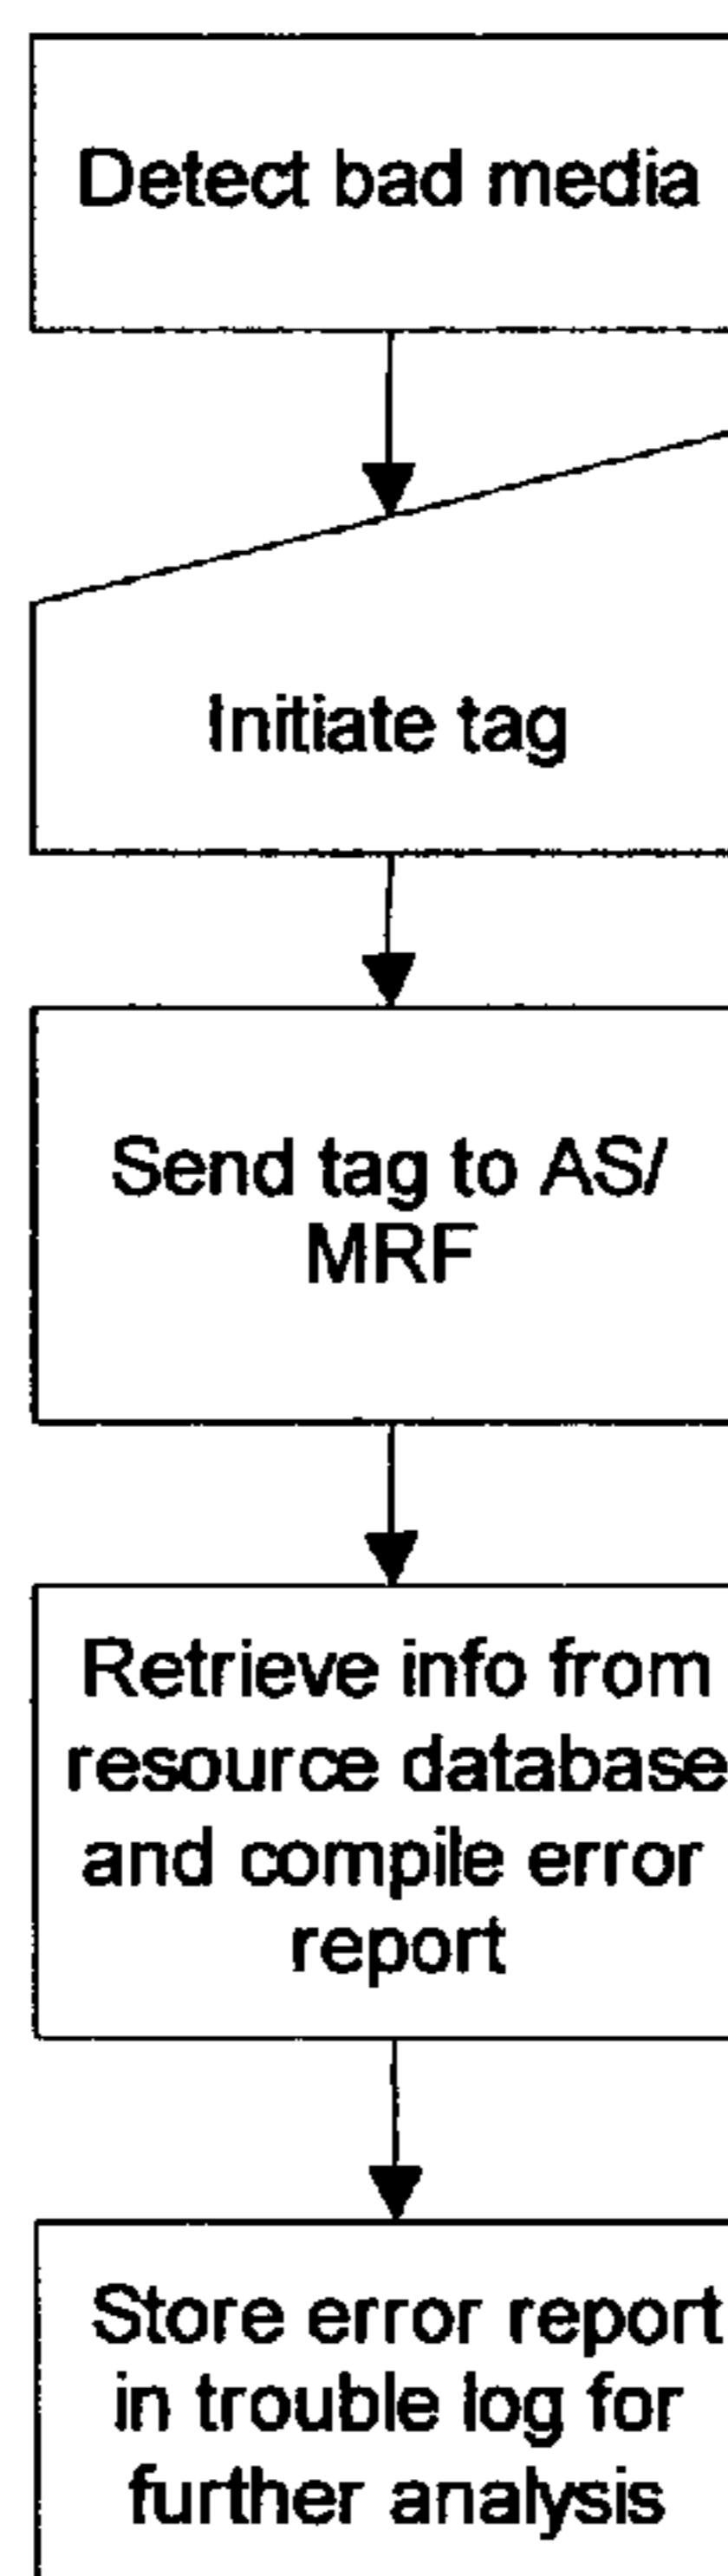 Detect bad media
Initiate tag
Send tag to AS/
MRF
Retrieve info from
resource database
and compile error
report
Store error report
in trouble log for
further analysis